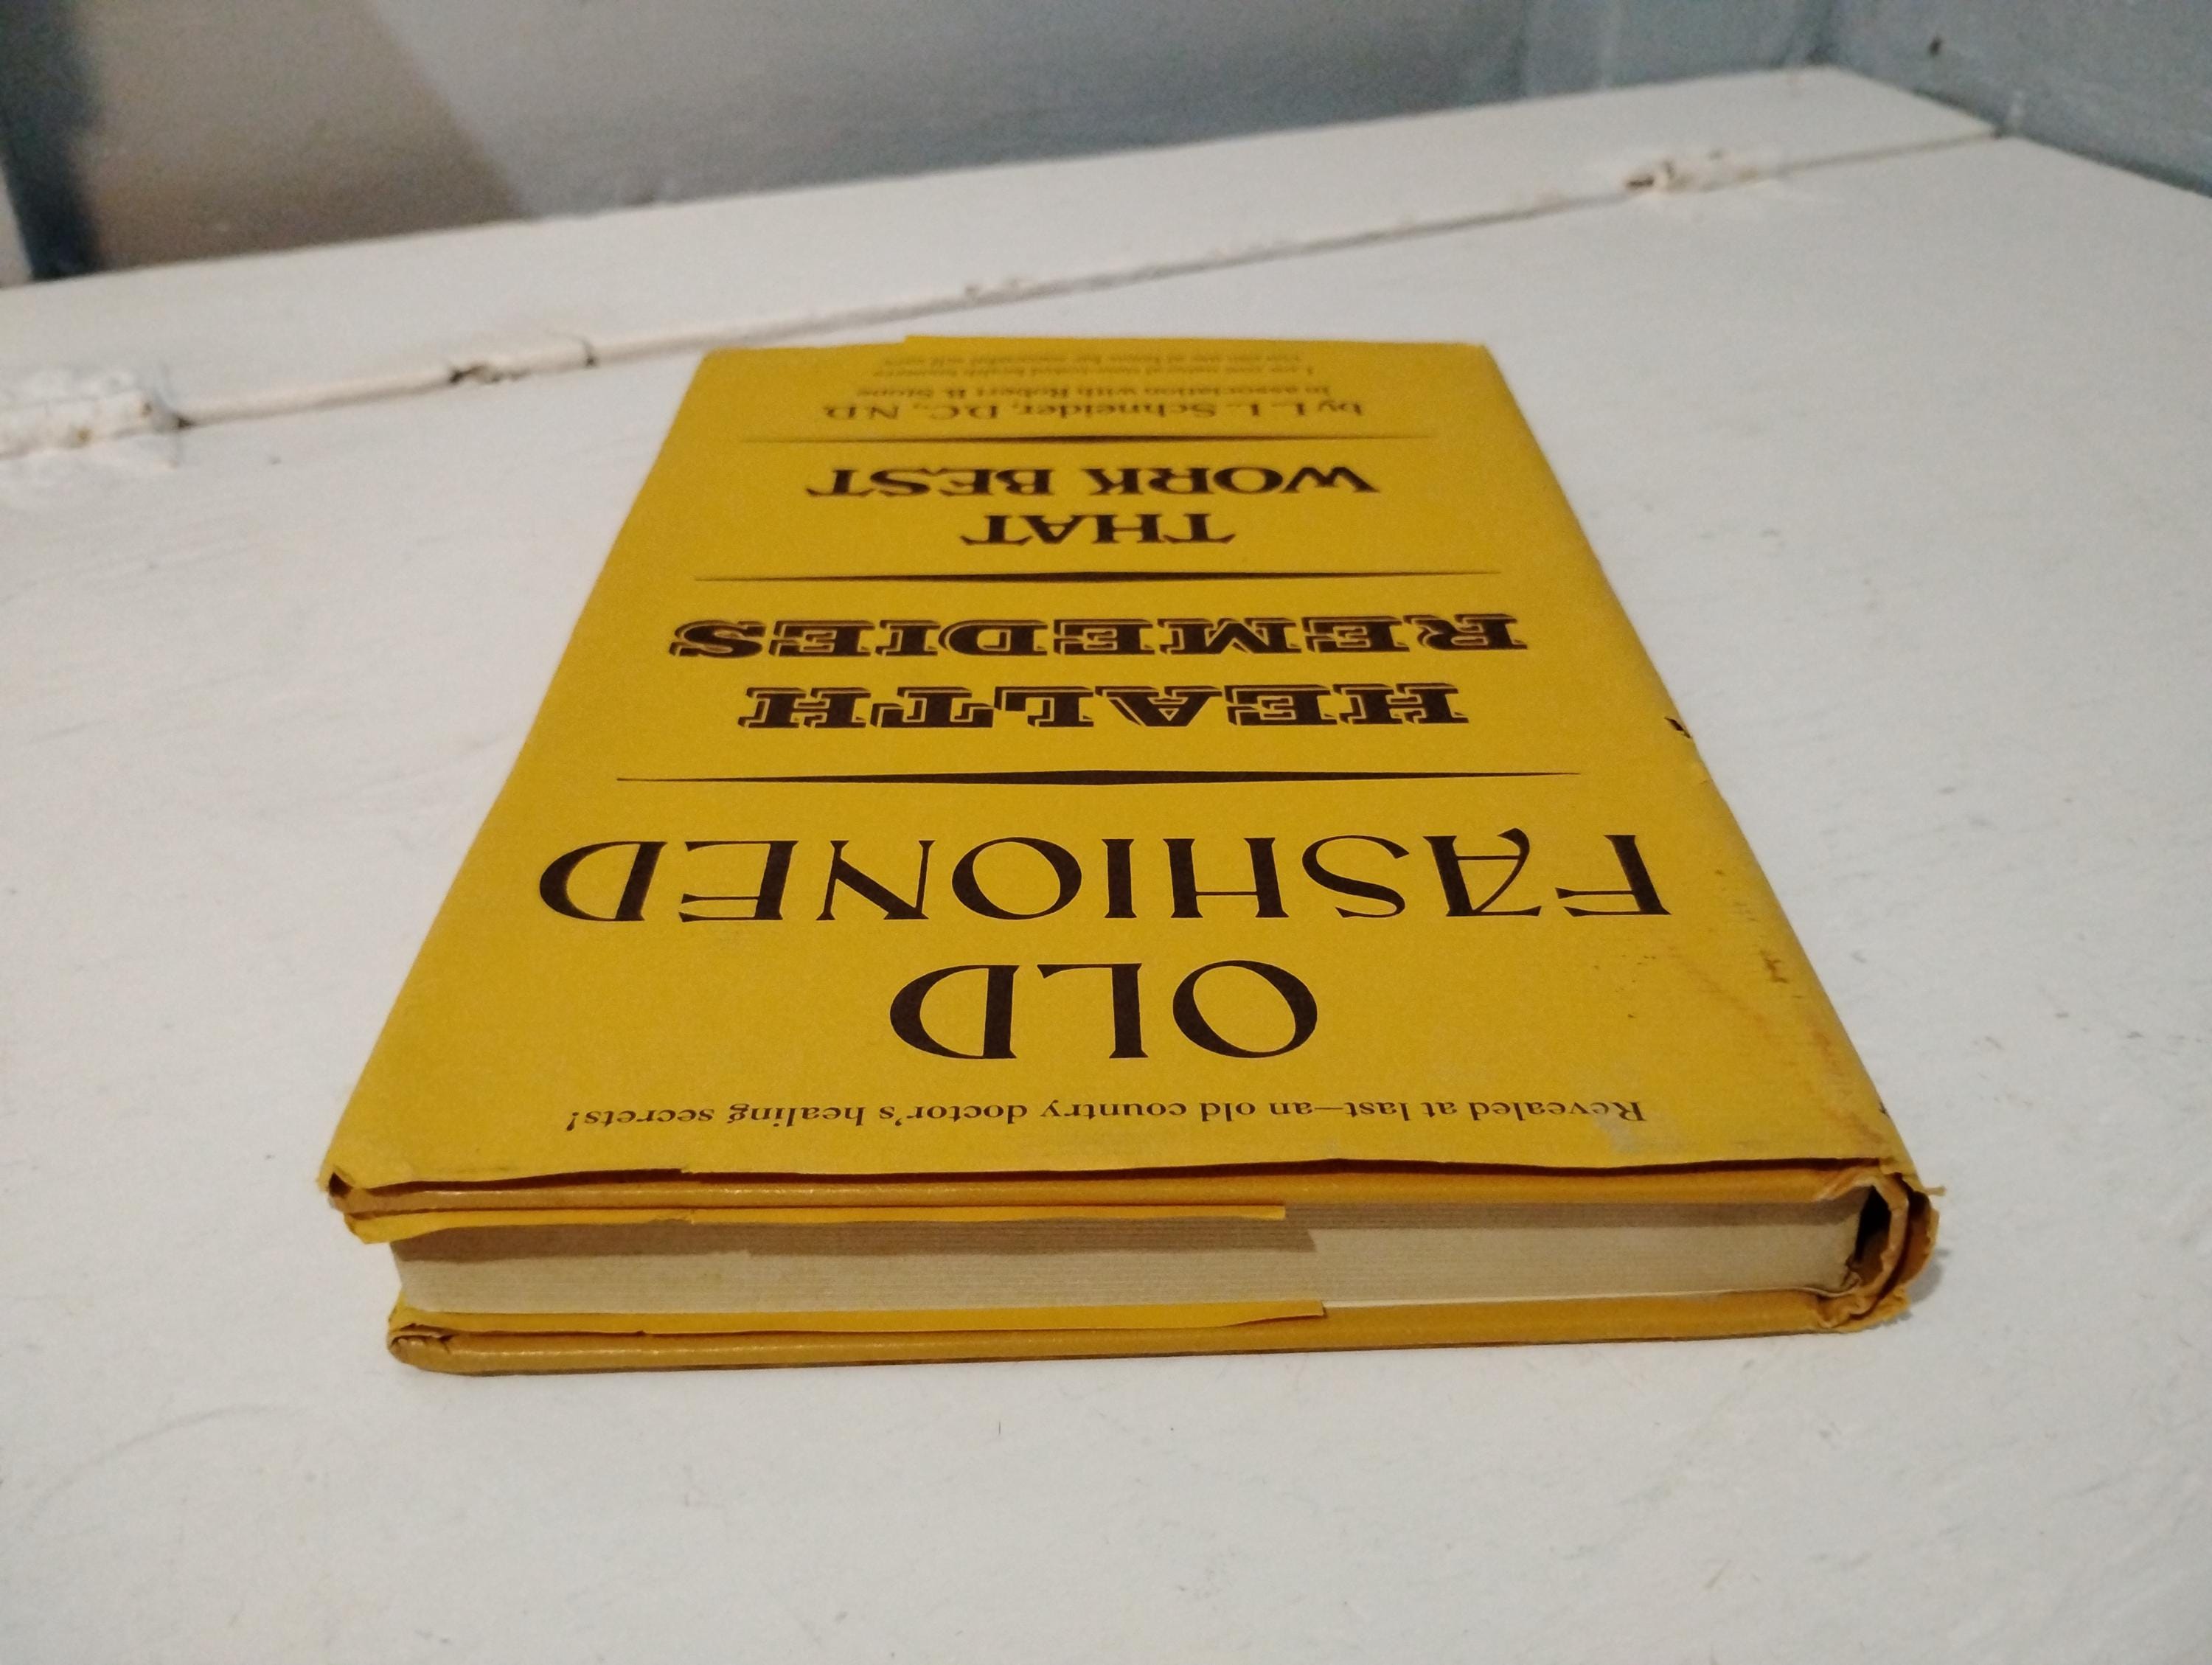 Revealed at last—an old country doctor's healing secrets!
OLD
FASHIONED
HEALTH
REMEDIES
THAT
WORK BEST
by L. L. Schneider, D.C., N.D.
in association with Robert B. Stone